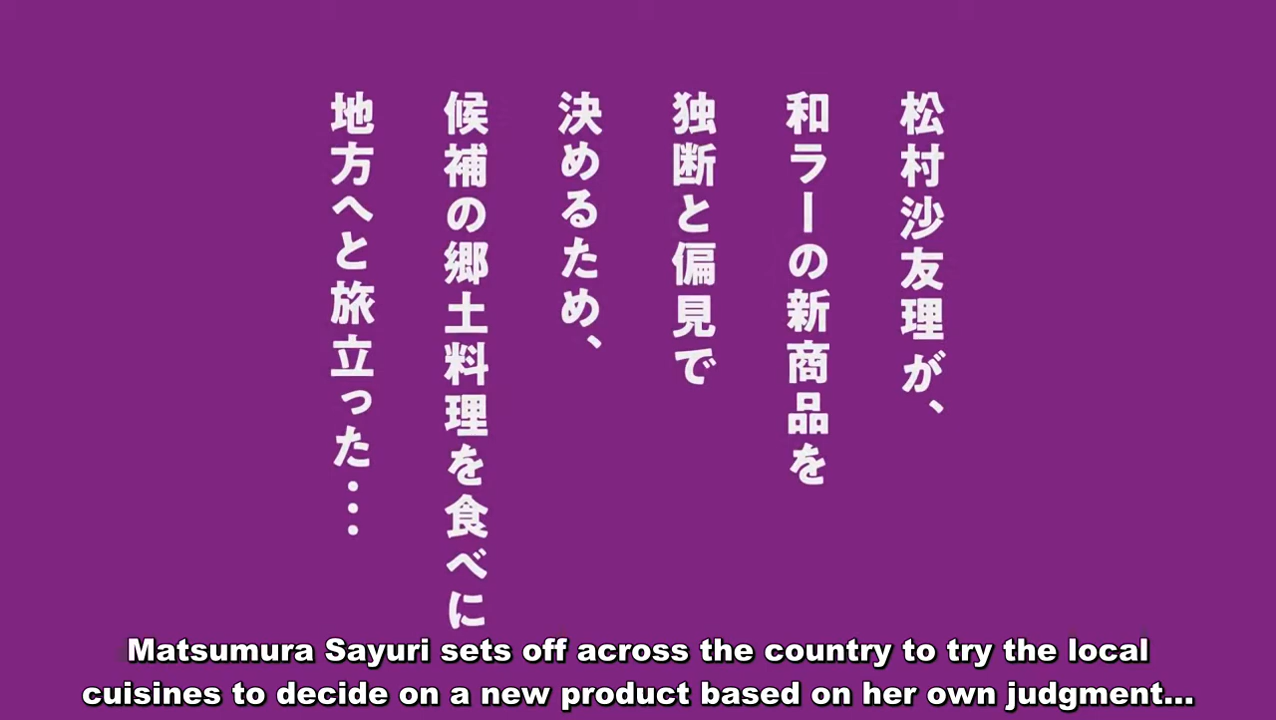 松村沙友理が、
和ラーの新商品を
独断と偏見で
決めるため、
候補の郷土料理を食べに
地方へと旅立った…
Matsumura Sayuri sets off across the country to try the local
cuisines to decide on a new product based on her own judgment...